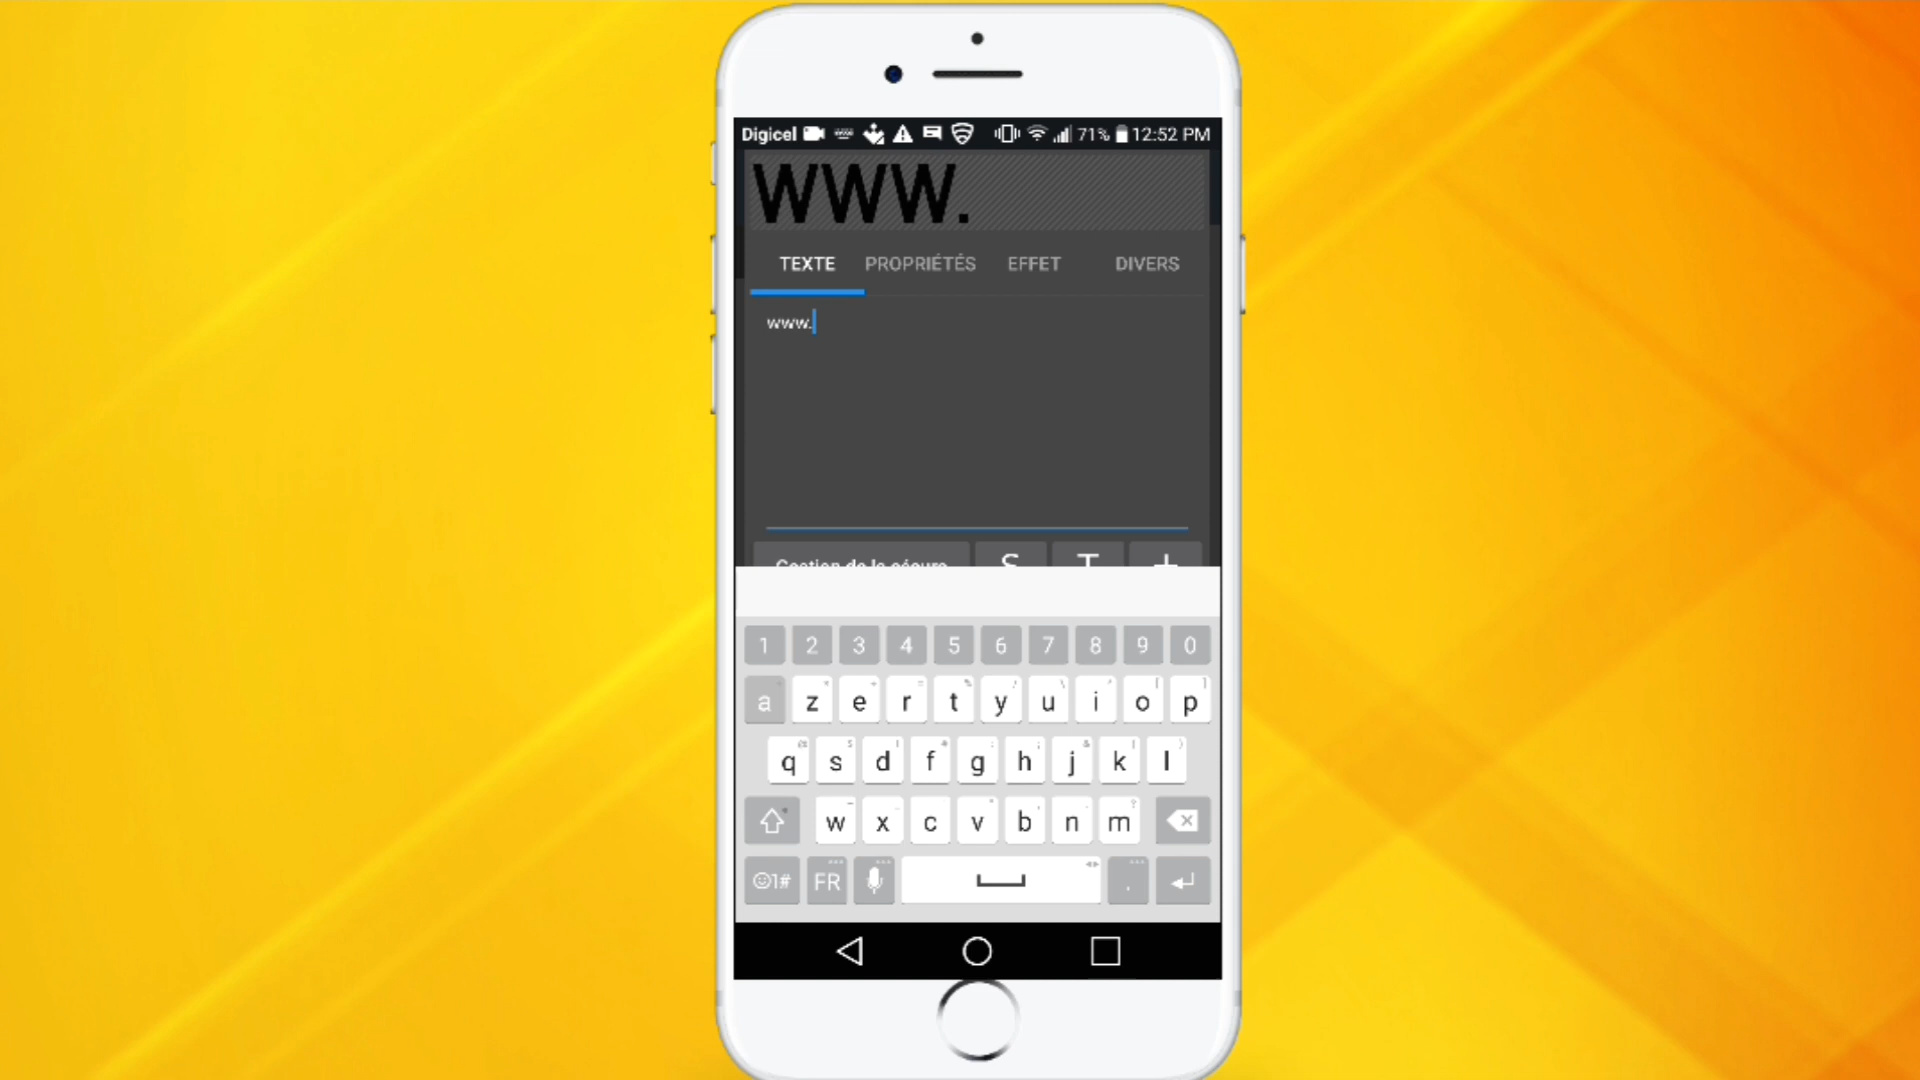 Digicel 71% 12:52 PM
WWW.
TEXTE PROPRIÉTÉS EFFET DIVERS
www.
Gestion de la césure S T +
1 2 3 4 5 6 7 8 9 0
a z e r t y u i o p
q s d f g h j k l
w x c v b n m
1# FR .